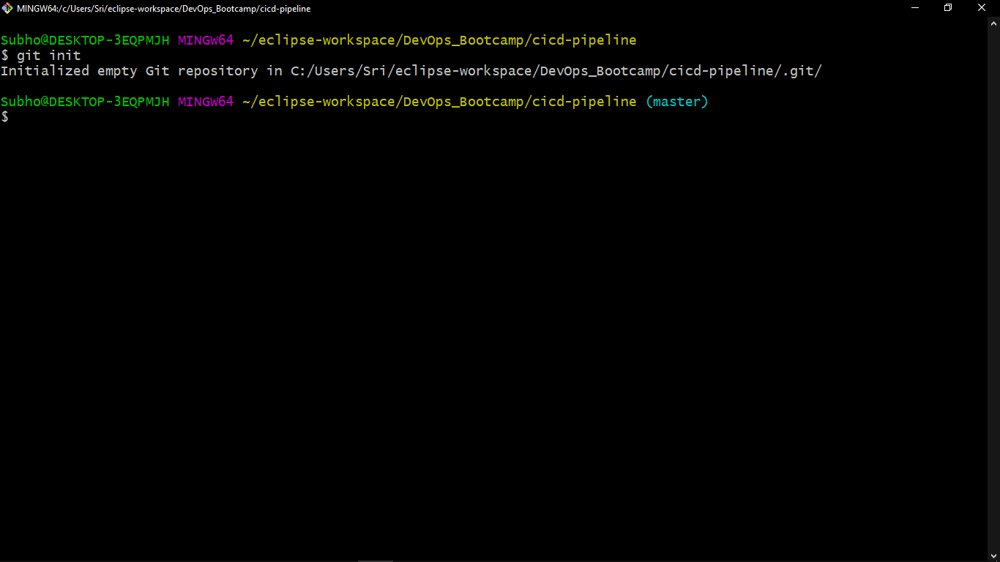 MINGW64:/c/Users/Sri/eclipse-workspace/DevOps_Bootcamp/cicd-pipeline
Subho@DESKTOP-3EQPMJH MINGW64 ~/eclipse-workspace/DevOps_Bootcamp/cicd-pipeline
$ git init
Initialized empty Git repository in C:/Users/Sri/eclipse-workspace/DevOps_Bootcamp/cicd-pipeline/.git/
Subho@DESKTOP-3EQPMJH MINGW64 ~/eclipse-workspace/DevOps_Bootcamp/cicd-pipeline (master)
$